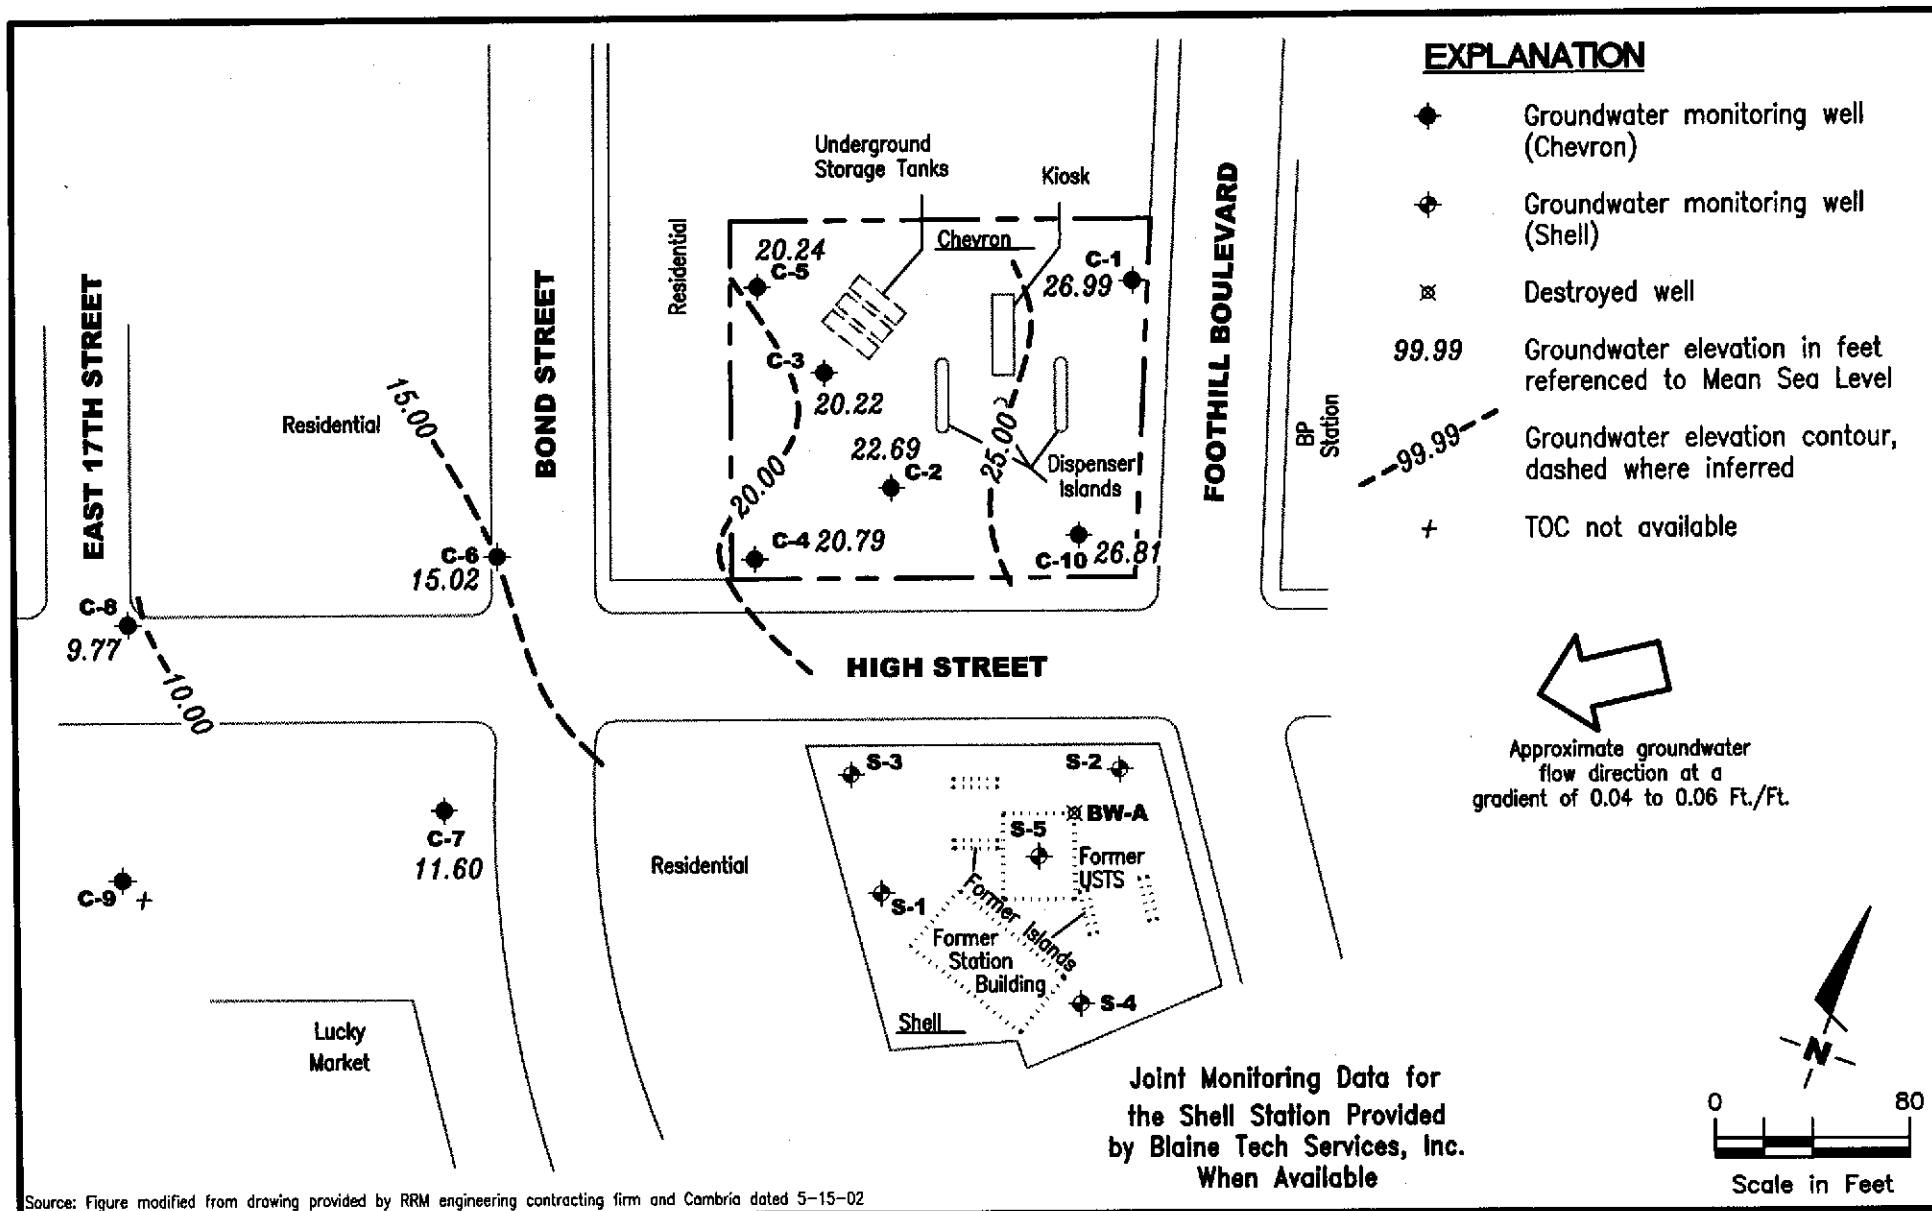 EXPLANATION
Groundwater monitoring well
(Chevron)
Groundwater monitoring well
(Shell)
Destroyed well
99.99
Groundwater elevation in feet
referenced to Mean Sea Level
99.99
Groundwater elevation contour,
dashed where inferred
TOC not available
Underground
Storage Tanks
Kiosk
Residential
Chevron
20.24
C-5
C-1
26.99
C-3
20.22
22.69
C-2
20.00
25.00
?
Dispenser
Islands
C-4 20.79
C-10 26.81
FOOTHILL BOULEVARD
BP
Station
EAST 17TH STREET
BOND STREET
Residential
15.00
C-6
15.02
C-8
9.77
10.00
HIGH STREET
Approximate groundwater
flow direction at a
gradient of 0.04 to 0.06 Ft./Ft.
S-3
S-2
BW-A
S-5
Former
USTS
S-1
Former Islands
Former
Station
Building
S-4
Shell
Residential
C-7
11.60
C-9
Lucky
Market
Joint Monitoring Data for
the Shell Station Provided
by Blaine Tech Services, Inc.
When Available
N
0 80
Scale in Feet
Source: Figure modified from drawing provided by RRM engineering contracting firm and Cambria dated 5-15-02